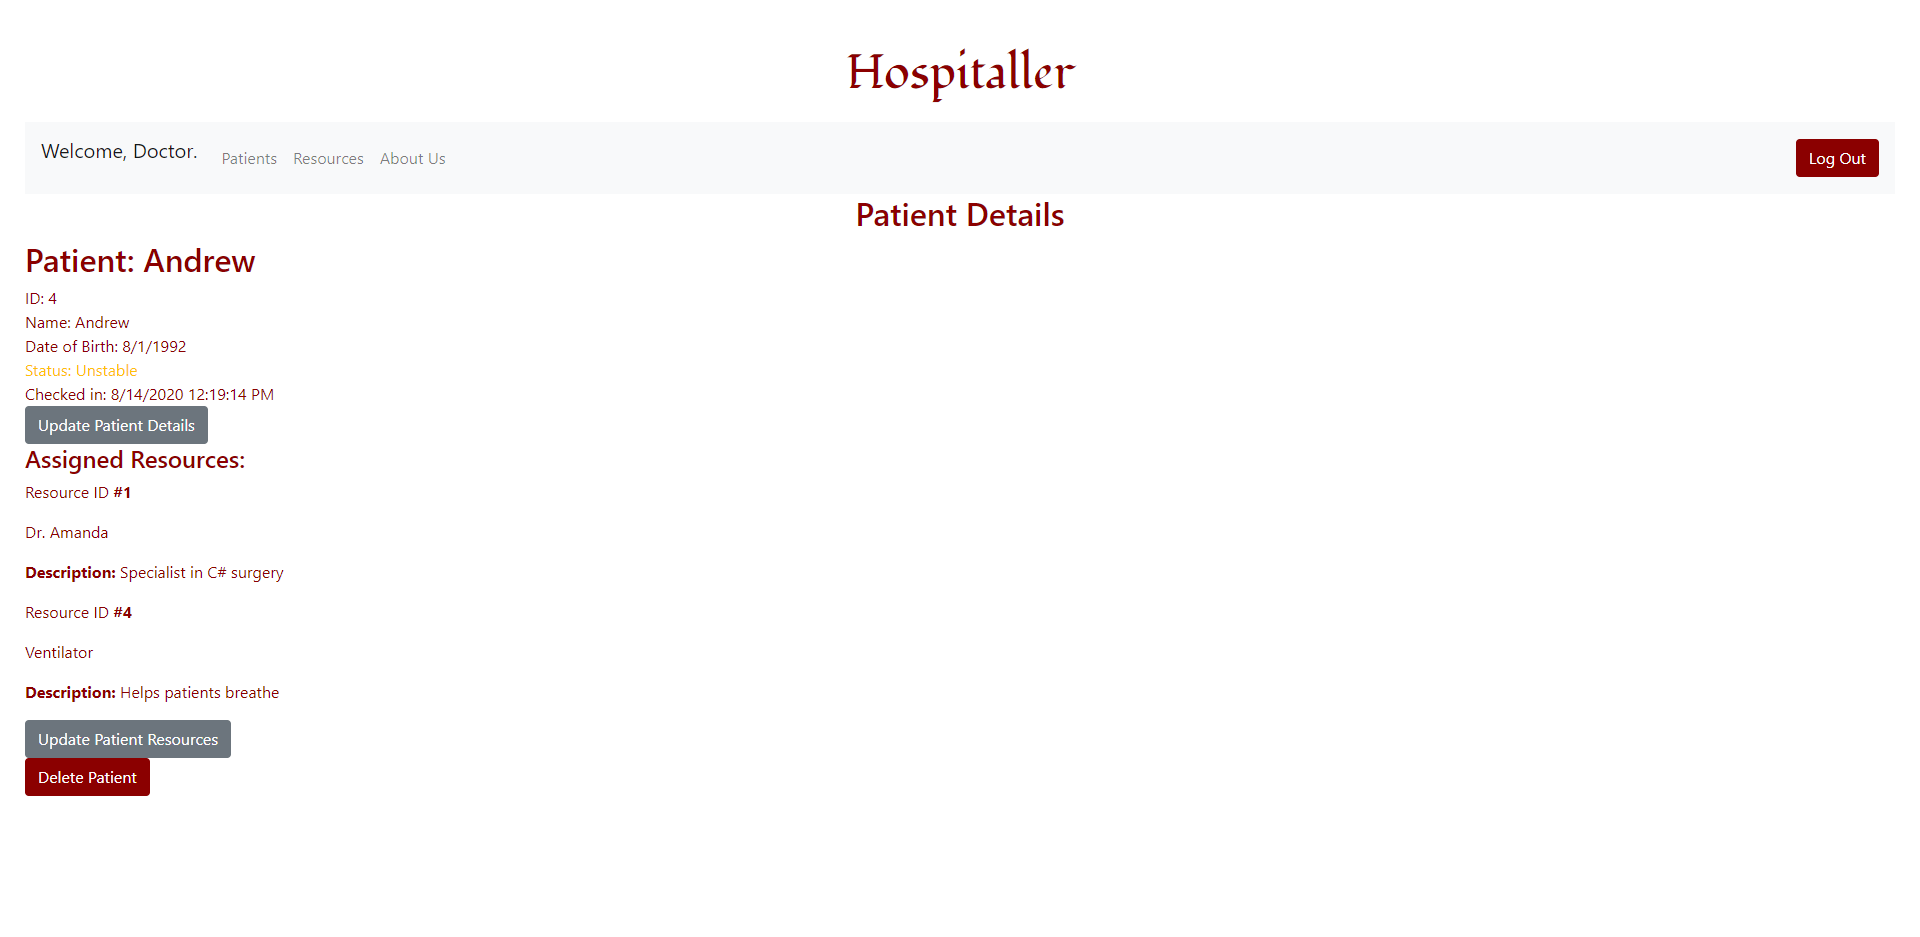 Hospitaller
Welcome, Doctor. Patients Resources About Us Log Out
Patient Details
Patient: Andrew
ID: 4
Name: Andrew
Date of Birth: 8/1/1992
Status: Unstable
Checked in: 8/14/2020 12:19:14 PM
Update Patient Details
Assigned Resources:
Resource ID #1
Dr. Amanda
Description: Specialist in C# surgery
Resource ID #4
Ventilator
Description: Helps patients breathe
Update Patient Resources
Delete Patient